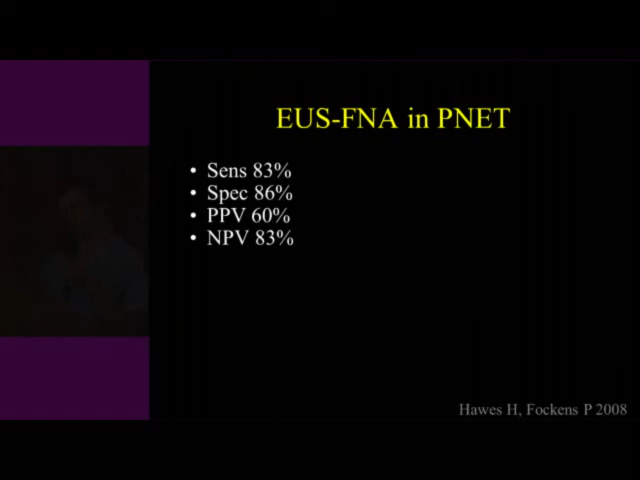 EUS-FNA in PNET
• Sens 83%
• Spec 86%
• PPV 60%
• NPV 83%
Hawes H, Fockens P 2008